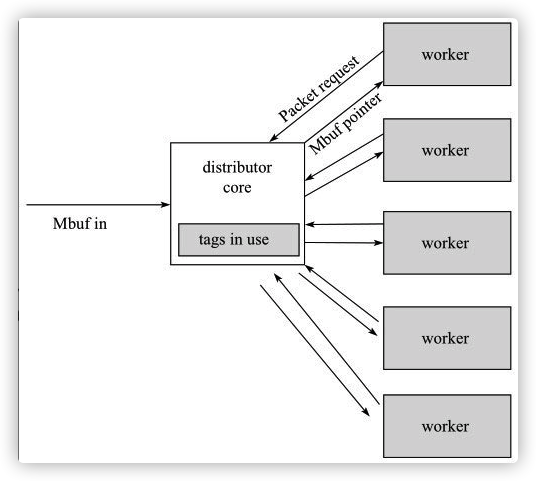 worker
Packet request
Mbuf pointer
worker
distributor
core
Mbuf in
tags in use
worker
worker
worker